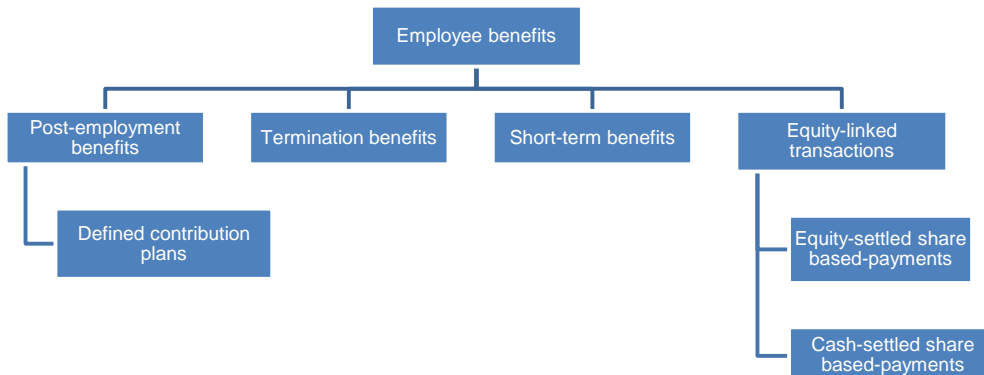 Employee benefits
Post-employment
benefits
Termination benefits
Short-term benefits
Equity-linked
transactions
Defined contribution
plans
Equity-settled share
based-payments
Cash-settled share
based-payments